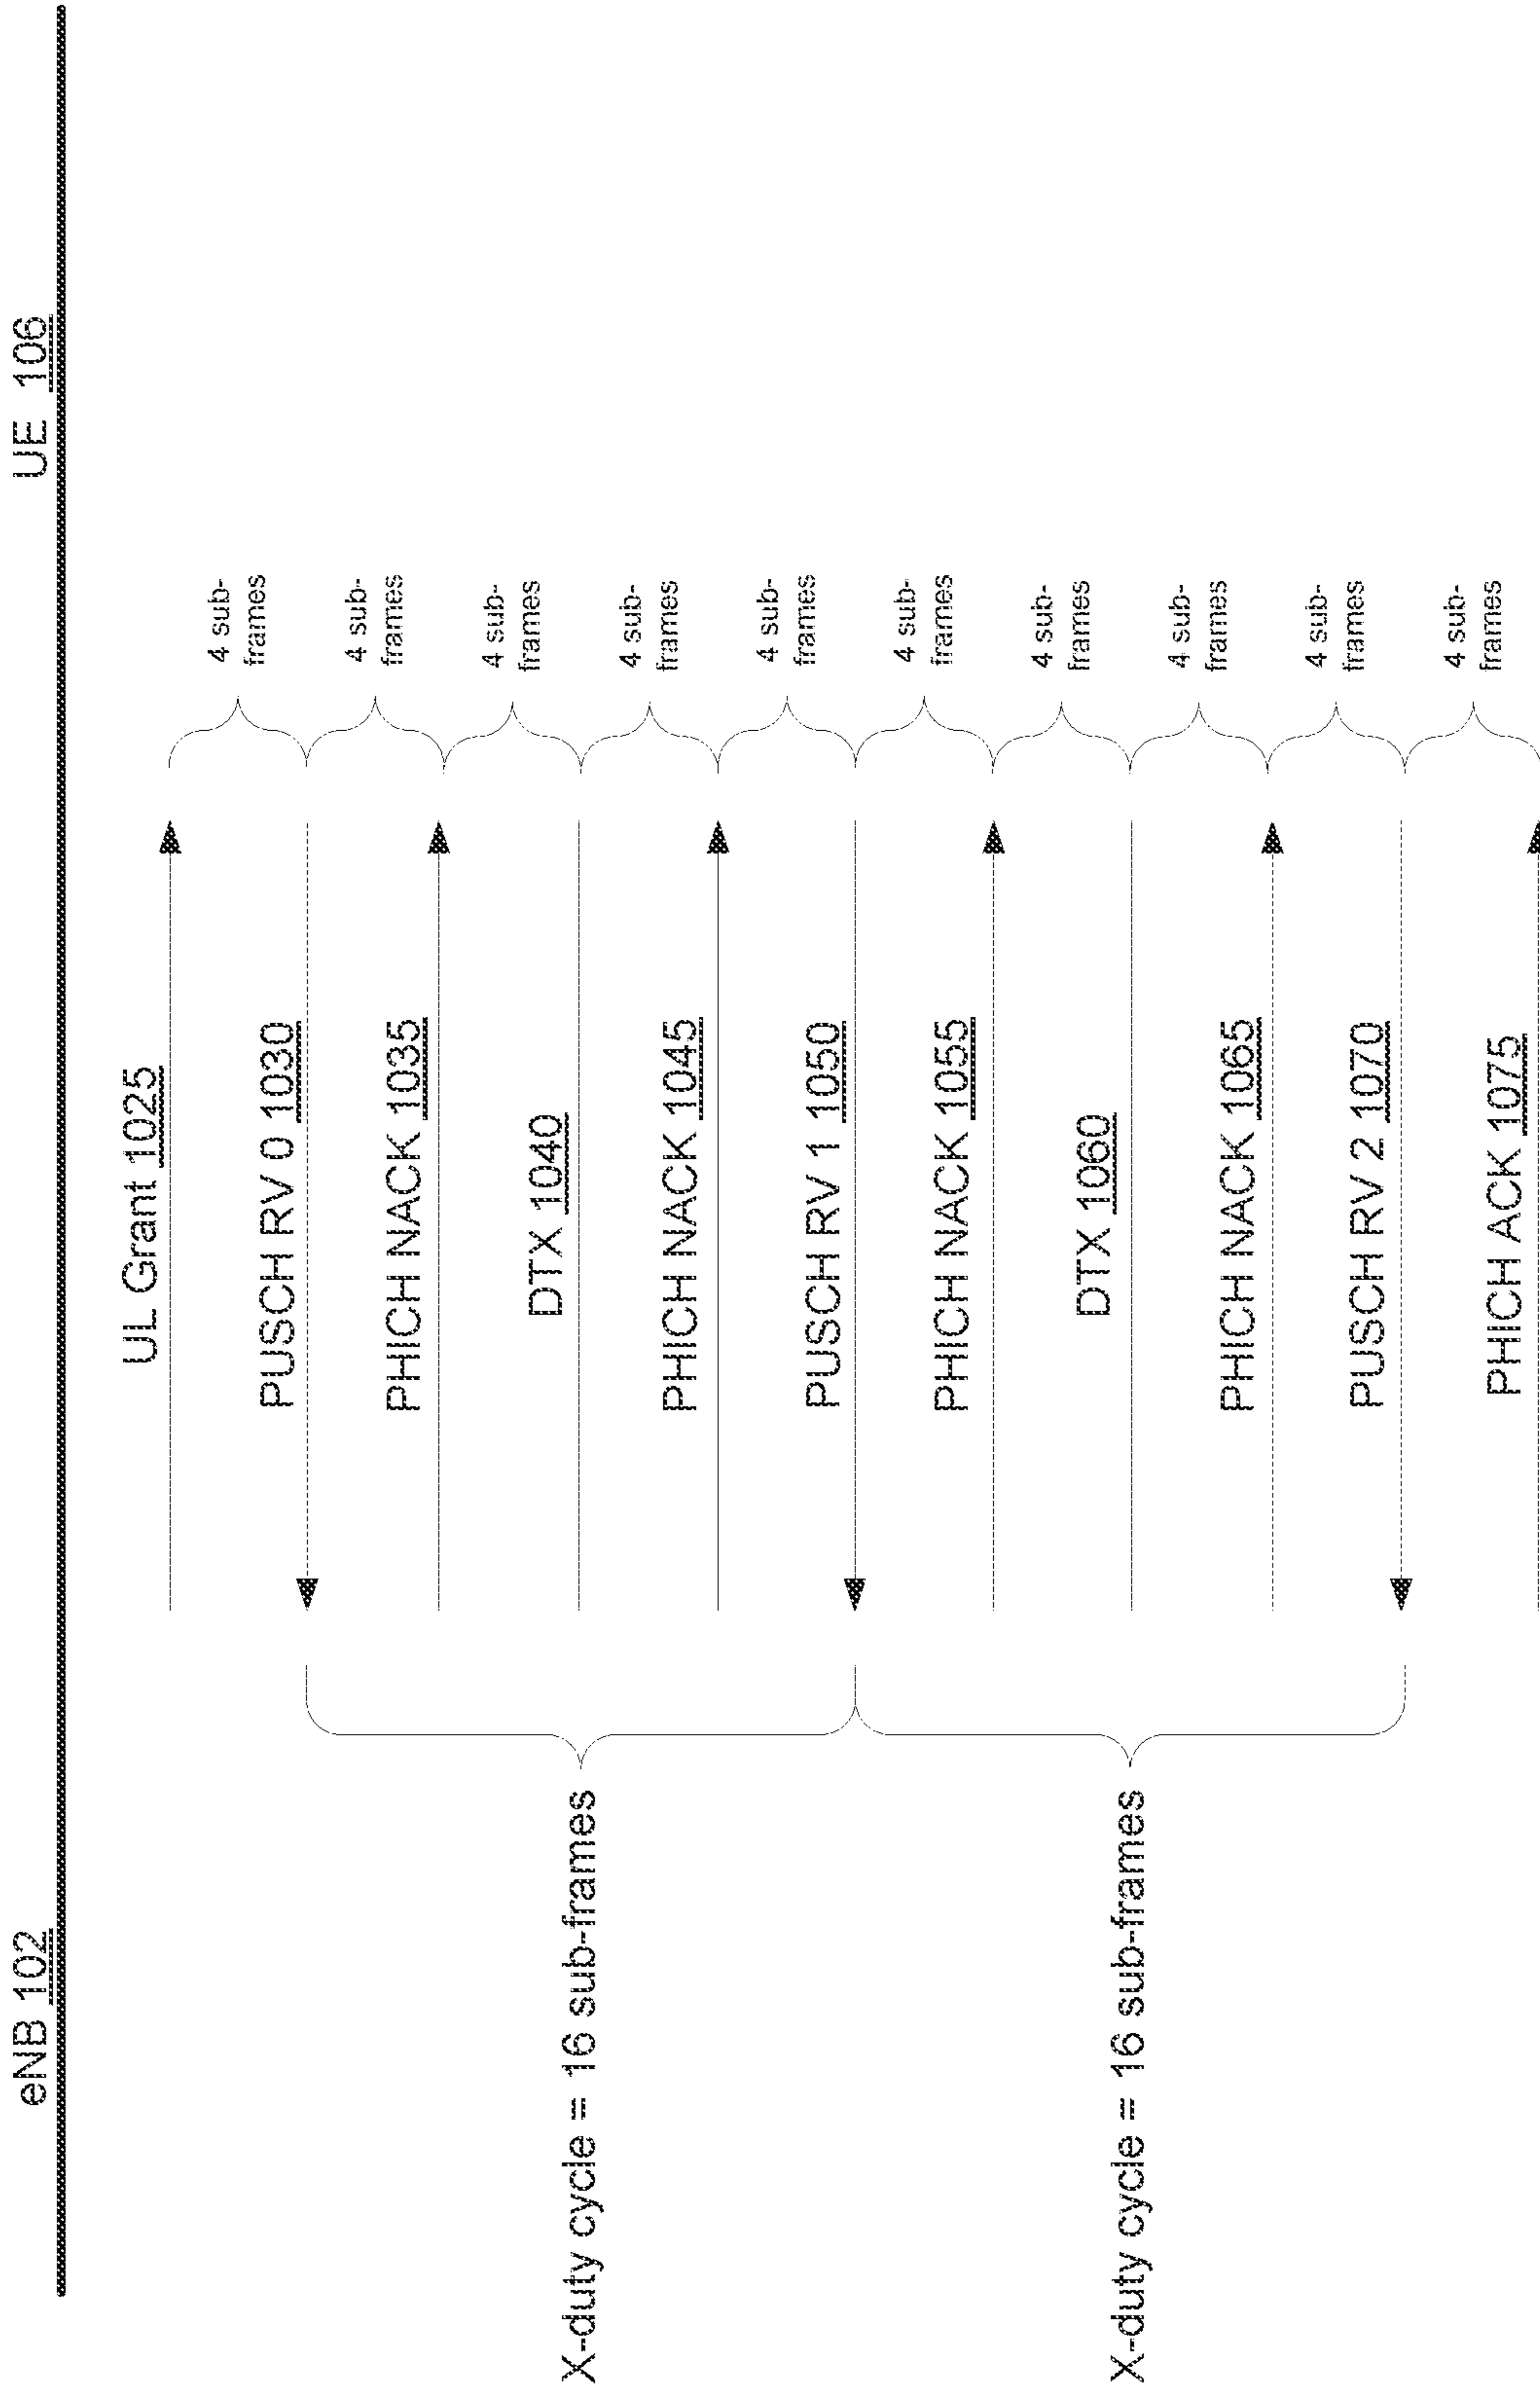 eNB 102
UE 106
UL Grant 1025
4 sub-
frames
PUSCH RV 0 1030
4 sub-
frames
PHICH NACK 1035
4 sub-
frames
DTX 1040
X-duty cycle = 16 sub-frames
4 sub-
frames
PHICH NACK 1045
4 sub-
frames
PUSCH RV 1 1050
4 sub-
frames
PHICH NACK 1055
4 sub-
frames
DTX 1060
X-duty cycle = 16 sub-frames
4 sub-
frames
PHICH NACK 1065
4 sub-
frames
PUSCH RV 2 1070
4 sub-
frames
PHICH ACK 1075